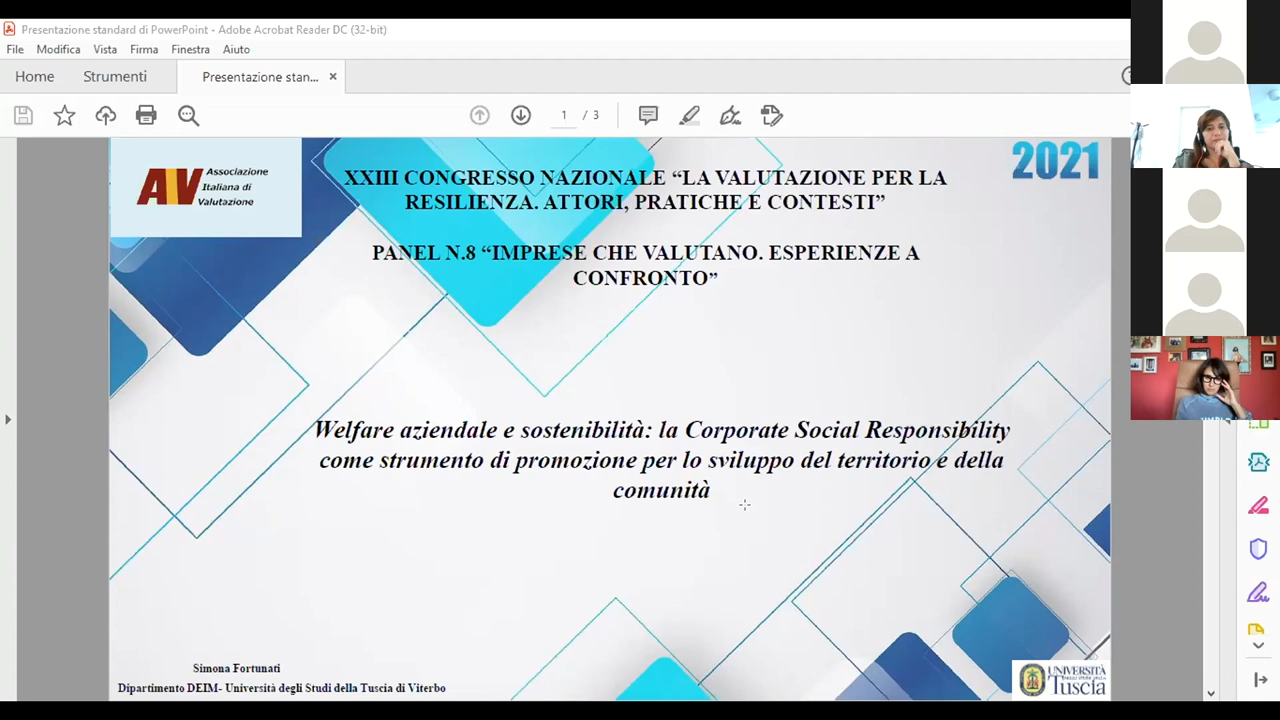 Presentazione standard di PowerPoint - Adobe Acrobat Reader DC (32-bit)
File Modifica Vista Firma Finestra Aiuto
Home Strumenti Presentazione stan... ×
1 / 3
Associazione
Italiana di
Valutazione
AIV
2021
XXIII CONGRESSO NAZIONALE “LA VALUTAZIONE PER LA
RESILIENZA. ATTORI, PRATICHE E CONTESTI”
PANEL N.8 “IMPRESE CHE VALUTANO. ESPERIENZE A
CONFRONTO”
Welfare aziendale e sostenibilità: la Corporate Social Responsibility
come strumento di promozione per lo sviluppo del territorio e della
comunità
Simona Fortunati
Dipartimento DEIM- Università degli Studi della Tuscia di Viterbo
UNIVERSITÀ
Tuscia